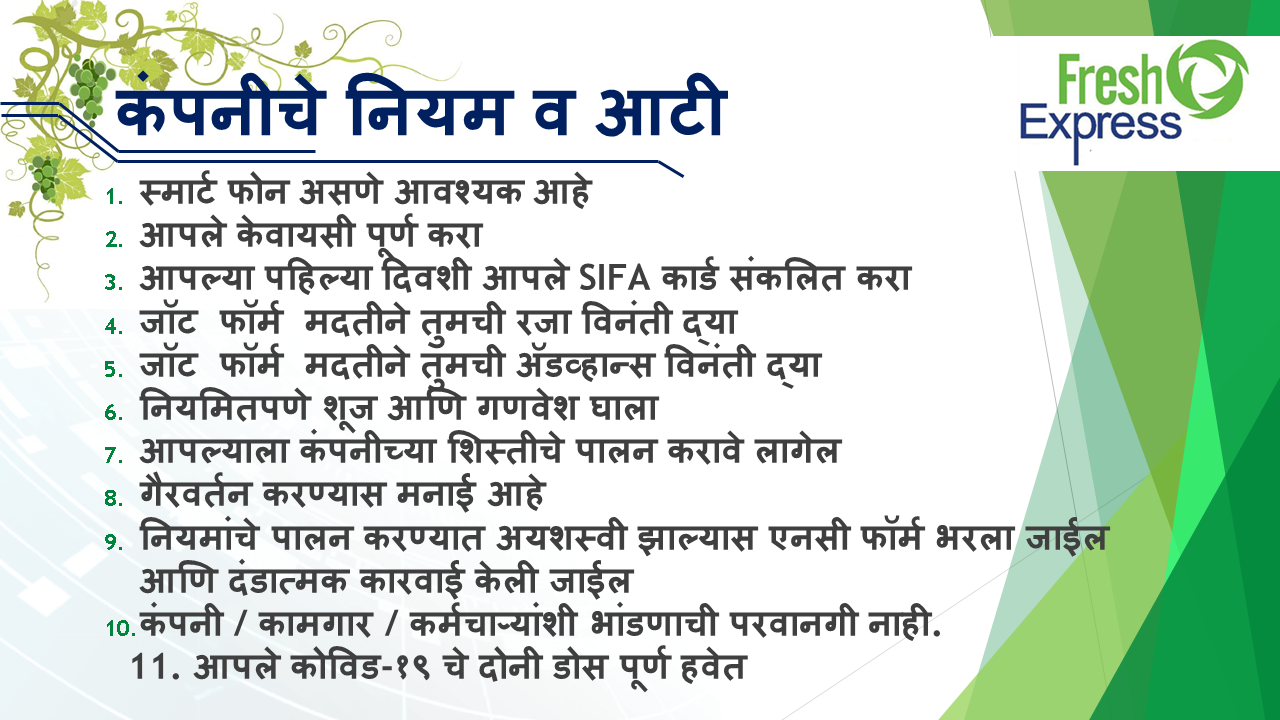 कंपनीचे नियम व आटी
Fresh
Express
1. स्मार्ट फोन असणे आवश्यक आहे
2. आपले केवायसी पूर्ण करा
3. आपल्या पहिल्या दिवशी आपले SIFA कार्ड संकलित करा
4. जॉट फॉर्म मदतीने तुमची रजा विनंती द्‌या
5. जॉट फॉर्म मदतीने तुमची अ‍ॅडव्हान्स विनंती द्‌या
6. नियमितपणे शूज आणि गणवेश घाला
7. आपल्याला कंपनीच्या शिस्तीचे पालन करावे लागेल
8. गैरवर्तन करण्यास मनाई आहे
9. नियमांचे पालन करण्यात अयशस्वी झाल्यास एनसी फॉर्म भरला जाईल
आणि दंडात्मक कारवाई केली जाईल
10. कंपनी / कामगार / कर्मचाऱ्यांशी भांडणाची परवानगी नाही.
11. आपले कोविड-१९ चे दोनी डोस पूर्ण हवेत